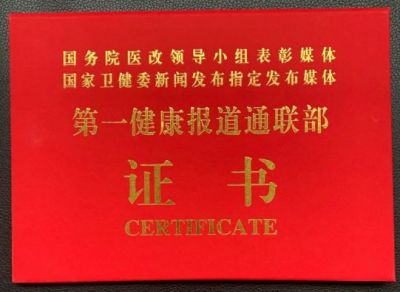 国务院医改领导小组表彰媒体
国家卫健委新闻发布指定发布媒体
第一健康报道通联部
证书
CERTIFICATE